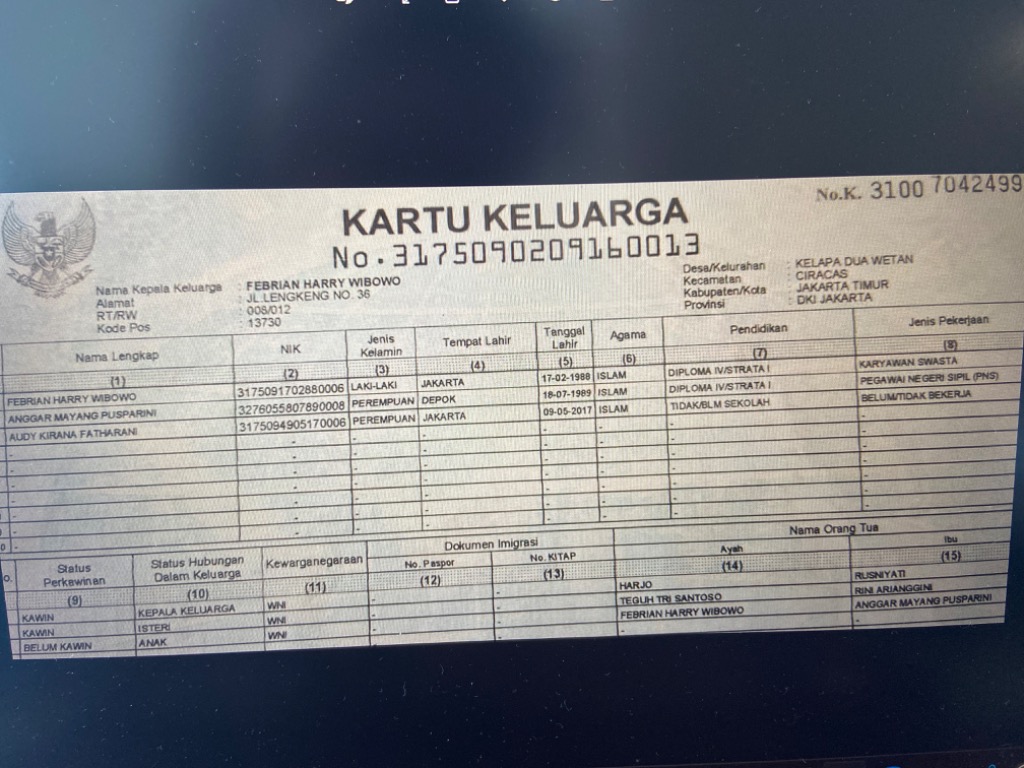 No.K. 3100 7042499
KARTU KELUARGA
No.3175090209160013
Nama Kepala Keluarga : FEBRIAN HARRY WIBOWO
Alamat : JL LENGKENG NO. 36
RT/RW : 008/012
Kode Pos : 13730
Desa/Kelurahan : KELAPA DUA WETAN
Kecamatan : CIRACAS
Kabupaten/Kota : JAKARTA TIMUR
Provinsi : DKI JAKARTA
Nama Lengkap NIK Jenis Kelamin Tempat Lahir Tanggal Lahir Agama Pendidikan Jenis Pekerjaan
(1) (2) (3) (4) (5) (6) (7) (8)
FEBRIAN HARRY WIBOWO 3175091702880006 LAKI-LAKI JAKARTA 17-02-1988 ISLAM DIPLOMA IV/STRATA I KARYAWAN SWASTA
ANGGAR MAYANG PUSPARINI 3276055807890008 PEREMPUAN DEPOK 18-07-1989 ISLAM DIPLOMA IV/STRATA I PEGAWAI NEGERI SIPIL (PNS)
AUDY KIRANA FATHARANI 3175094905170006 PEREMPUAN JAKARTA 09-05-2017 ISLAM TIDAK/BLM SEKOLAH BELUM/TIDAK BEKERJA
Status Perkawinan Status Hubungan Dalam Keluarga Kewarganegaraan Dokumen Imigrasi Nama Orang Tua
No. Paspor No. KITAP Ayah Ibu
(9) (10) (11) (12) (13) (14) (15)
KAWIN KEPALA KELUARGA WNI - - HARJO RUSNIYATI
KAWIN ISTERI WNI - - TEGUH TRI SANTOSO RINI ARIANGGINI
BELUM KAWIN ANAK WNI - - FEBRIAN HARRY WIBOWO ANGGAR MAYANG PUSPARINI